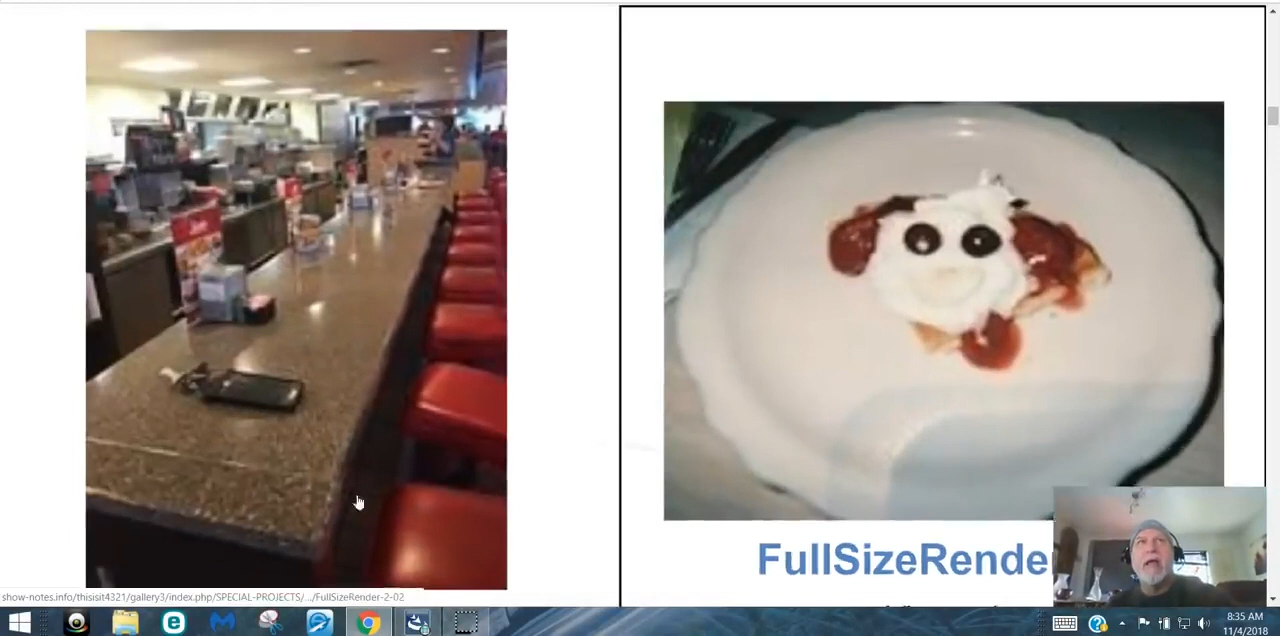 FullSizeRende
show-notes.info/thisisit4321/gallery3/index.php/SPECIAL-PROJECTS/.../FullSizeRender-2-02
8:35 AM
11/4/2018